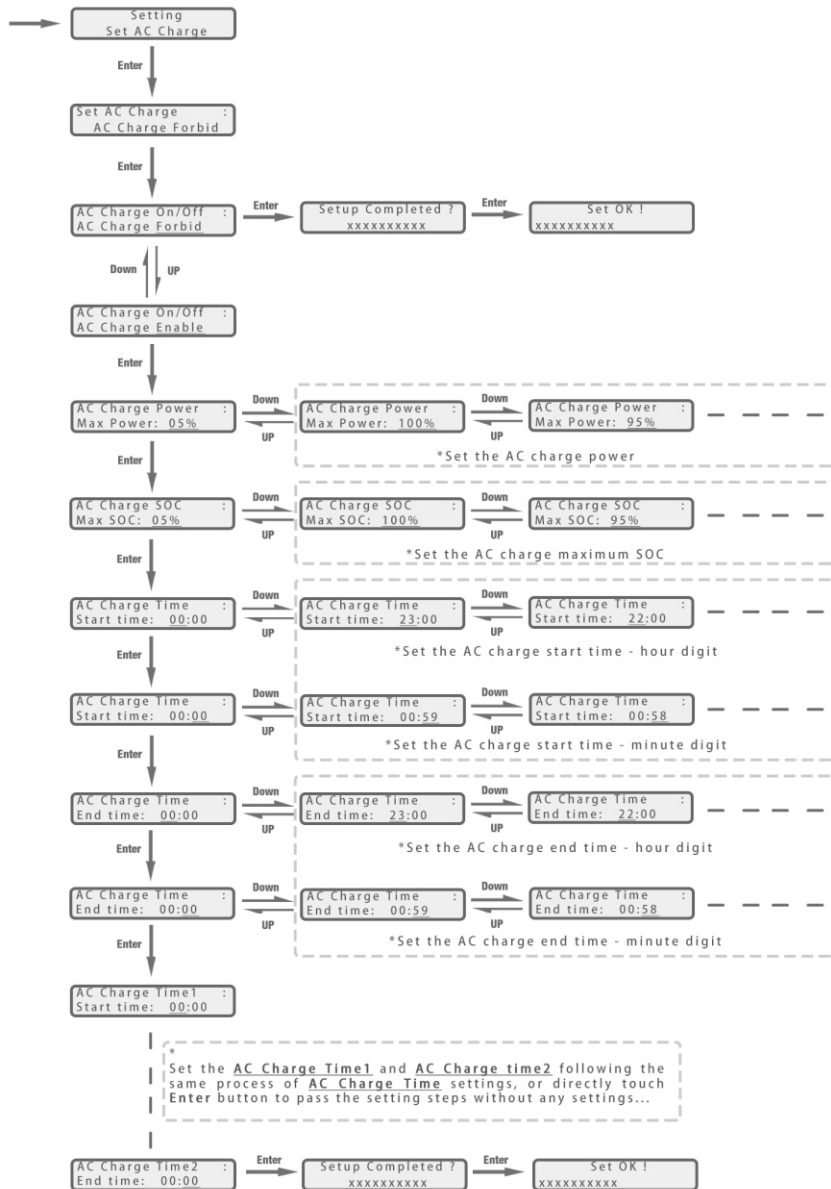 Setting
Set AC Charge
Enter
Set AC Charge :
AC Charge Forbid
Enter
AC Charge On/Off :
AC Charge Forbid
Enter
Setup Completed ?
xxxxxxxxxx
Enter
Set OK !
xxxxxxxxxx
Down
UP
AC Charge On/Off :
AC Charge Enable
Enter
AC Charge Power :
Max Power: 05%
Down
UP
AC Charge Power :
Max Power: 100%
Down
UP
AC Charge Power :
Max Power: 95%
*Set the AC charge power
Enter
AC Charge SOC :
Max SOC: 05%
Down
UP
AC Charge SOC :
Max SOC: 100%
Down
UP
AC Charge SOC :
Max SOC: 95%
*Set the AC charge maximum SOC
Enter
AC Charge Time :
Start time: 00:00
Down
UP
AC Charge Time :
Start time: 23:00
Down
UP
AC Charge Time :
Start time: 22:00
*Set the AC charge start time - hour digit
Enter
AC Charge Time :
Start time: 00:00
Down
UP
AC Charge Time :
Start time: 00:59
Down
UP
AC Charge Time :
Start time: 00:58
*Set the AC charge start time - minute digit
Enter
AC Charge Time :
End time: 00:00
Down
UP
AC Charge Time :
End time: 23:00
Down
UP
AC Charge Time :
End time: 22:00
*Set the AC charge end time - hour digit
Enter
AC Charge Time :
End time: 00:00
Down
UP
AC Charge Time :
End time: 00:59
Down
UP
AC Charge Time :
End time: 00:58
*Set the AC charge end time - minute digit
Enter
AC Charge Time1 :
Start time: 00:00
*
Set the AC Charge Time1 and AC Charge time2 following the
same process of AC Charge Time settings, or directly touch
Enter button to pass the setting steps without any settings...
AC Charge Time2 :
End time: 00:00
Enter
Setup Completed ?
xxxxxxxxxx
Enter
Set OK !
xxxxxxxxxx